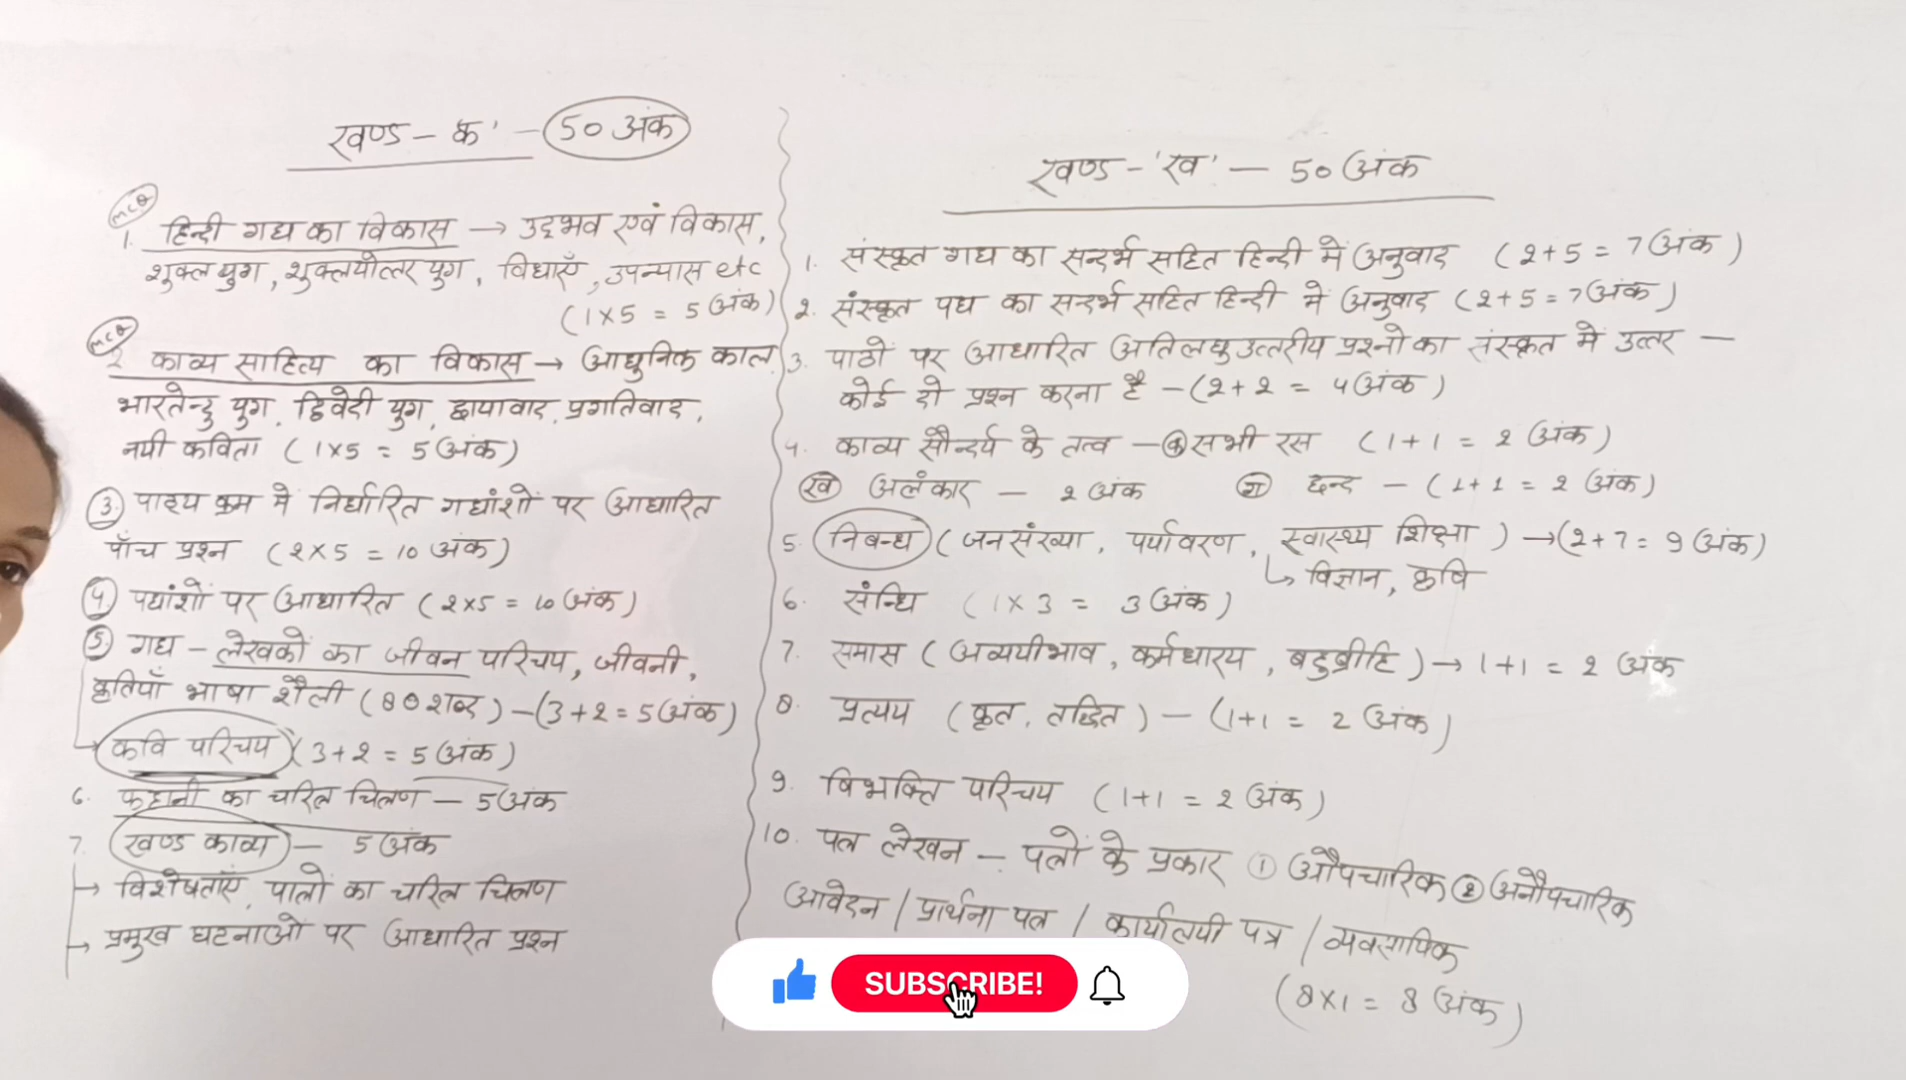 खण्ड - क' - 50 अंक
MCQ
1. हिन्दी गद्य का विकास → उद्दभव एवं विकास,
शुक्ल युग, शुक्लयोत्तर युग, विधाएँ, उपन्यास etc
(1×5 = 5 अंक)
MCQ
2 काव्य साहित्य का विकास → आधुनिक काल,
भारतेन्दु युग, द्विवेदी युग, छायावाद, प्रगतिवाद,
नयी कविता (1×5 = 5 अंक)
3. पाठ्य क्रम में निर्धारित गद्यांशों पर आधारित
पाँच प्रश्न (2×5 = 10 अंक)
4. पद्यांशों पर आधारित (2×5 = 10 अंक)
5. गद्य - लेखकों का जीवन परिचय, जीवनी,
कृतियाँ भाषा शैली (80 शब्द) - (3+2 = 5 अंक)
→ कवि परिचय (3+2 = 5 अंक)
6. कहानी का चरित्र चित्रण - 5 अंक
7. खण्ड काव्य - 5 अंक
→ विशेषताएँ, पात्रों का चरित्र चित्रण
→ प्रमुख घटनाओं पर आधारित प्रश्न
खण्ड - 'ख' - 50 अंक
1. संस्कृत गद्य का सन्दर्भ सहित हिन्दी में अनुवाद (2+5 = 7 अंक)
2. संस्कृत पद्य का सन्दर्भ सहित हिन्दी में अनुवाद (2+5 = 7 अंक)
3. पाठों पर आधारित अतिलघु उत्तरीय प्रश्नों का संस्कृत में उत्तर -
कोई दो प्रश्न करना है - (2+2 = 4 अंक)
4. काव्य सौन्दर्य के तत्व - क सभी रस (1+1 = 2 अंक)
ख अलंकार - 2 अंक ग छन्द - (1+1 = 2 अंक)
5. निबन्ध (जनसंख्या, पर्यावरण, स्वास्थ्य शिक्षा) → (2+7 = 9 अंक)
↳ विज्ञान, कृषि
6. संन्धि (1×3 = 3 अंक)
7. समास (अव्ययीभाव, कर्मधारय, बहुब्रीहि) → 1+1 = 2 अंक
8. प्रत्यय (कृत, तद्धित) - (1+1 = 2 अंक)
9. विभक्ति परिचय (1+1 = 2 अंक)
10. पत्र लेखन - पत्रों के प्रकार ① औपचारिक ② अनौपचारिक
आवेदन / प्रार्थना पत्र / कार्यालयी पत्र / व्यवसायिक
(8×1 = 8 अंक)
SUBSCRIBE!